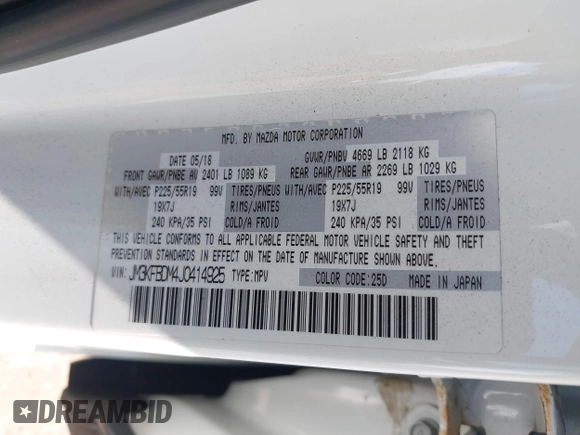 MFD. BY MAZDA MOTOR CORPORATION
DATE 05/18 GVWR/PNBV 4669 LB 2118 KG
FRONT GAWR/PNBE AV 2401 LB 1089 KG REAR GAWR/PNBE AR 2269 LB 1029 KG
WITH/AVEC P225/55R19 99V TIRES/PNEUS WITH/AVEC P225/55R19 99V TIRES/PNEUS
19X7J RIMS/JANTES 19X7J RIMS/JANTES
240 KPA/35 PSI COLD/A FROID 240 KPA/35 PSI COLD/A FROID
THIS VEHICLE CONFORMS TO ALL APPLICABLE FEDERAL MOTOR VEHICLE SAFETY AND
THEFT PREVENTION STANDARDS IN EFFECT ON THE DATE OF MANUFACTURE SHOWN ABOVE.
VIN: JM3KFBDM4J0414925 TYPE: MPV COLOR CODE: 25D MADE IN JAPAN
DREAMBID